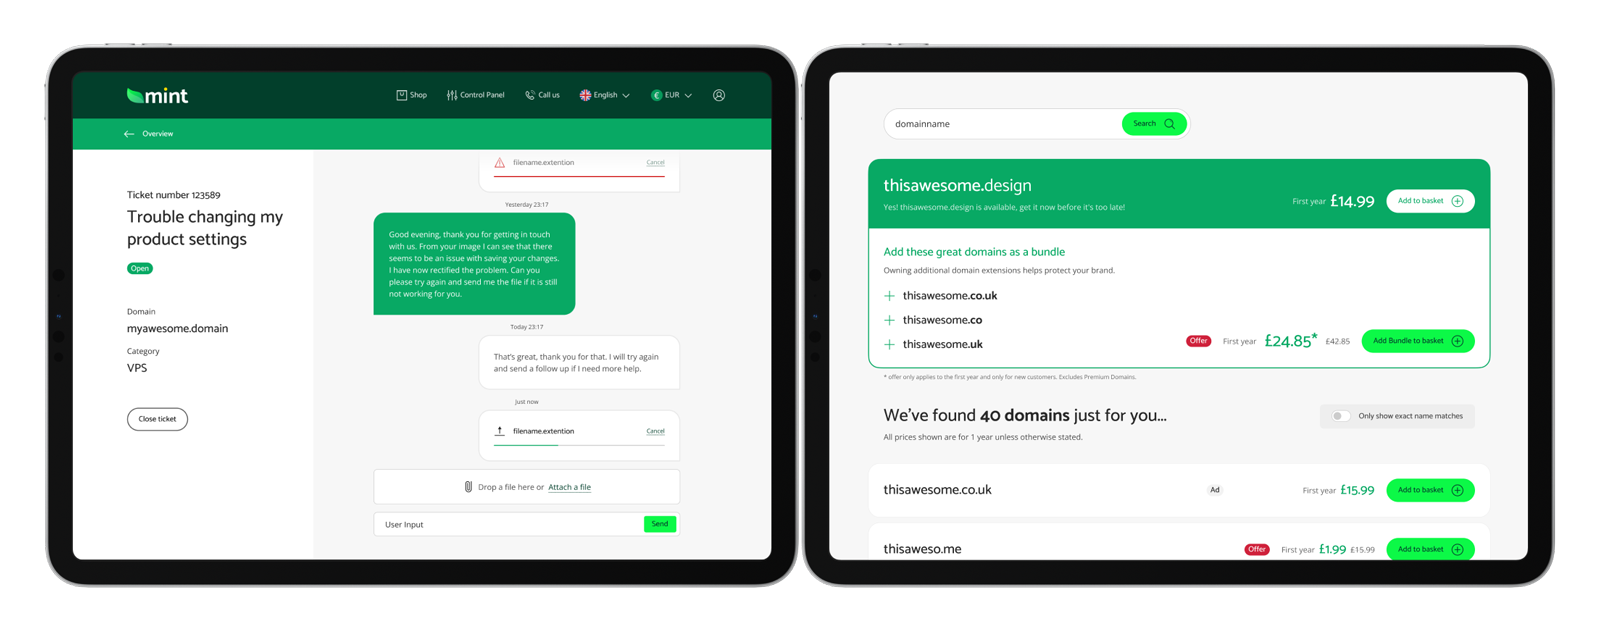 mint
Shop
Control Panel
Call us
English
€ EUR
Overview
Ticket number 123589
Trouble changing my
product settings
Open
Domain
myawesome.domain
Category
VPS
Close ticket
filename.extention
Cancel
Yesterday 23:17
Good evening, thank you for getting in touch
with us. From your image I can see that there
seems to be an issue with saving your changes.
I have now rectified the problem. Can you
please try again and send me the file if it is still
not working for you.
Today 23:17
That's great, thank you for that. I will try again
and send a follow up if I need more help.
Just now
filename.extention
Cancel
Drop a file here or Attach a file
User Input
Send
domainname
Search
thisawesome.design
Yes! thisawesome.design is available, get it now before it's too late!
First year £14.99
Add to basket
Add these great domains as a bundle
Owning additional domain extensions helps protect your brand.
thisawesome.co.uk
thisawesome.co
thisawesome.uk
Offer
First year £24.85* £42.85
Add Bundle to basket
* offer only applies to the first year and only for new customers. Excludes Premium Domains.
We've found 40 domains just for you...
Only show exact name matches
All prices shown are for 1 year unless otherwise stated.
thisawesome.co.uk
Ad
First year £15.99
Add to basket
thisaweso.me
Offer
First year £1.99 £15.99
Add to basket